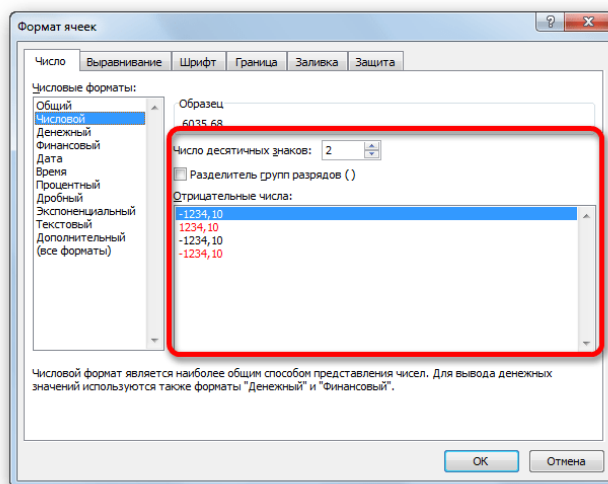 Формат ячеек
Число Выравнивание Шрифт Граница Заливка Защита
Числовые форматы:
Общий
Числовой
Денежный
Финансовый
Дата
Время
Процентный
Дробный
Экспоненциальный
Текстовый
Дополнительный
(все форматы)
Образец
6035,68
Число десятичных знаков: 2
Разделитель групп разрядов ( )
Отрицательные числа:
-1234,10
1234,10
-1234,10
-1234,10
Числовой формат является наиболее общим способом представления чисел. Для вывода денежных
значений используются также форматы "Денежный" и "Финансовый".
ОК Отмена